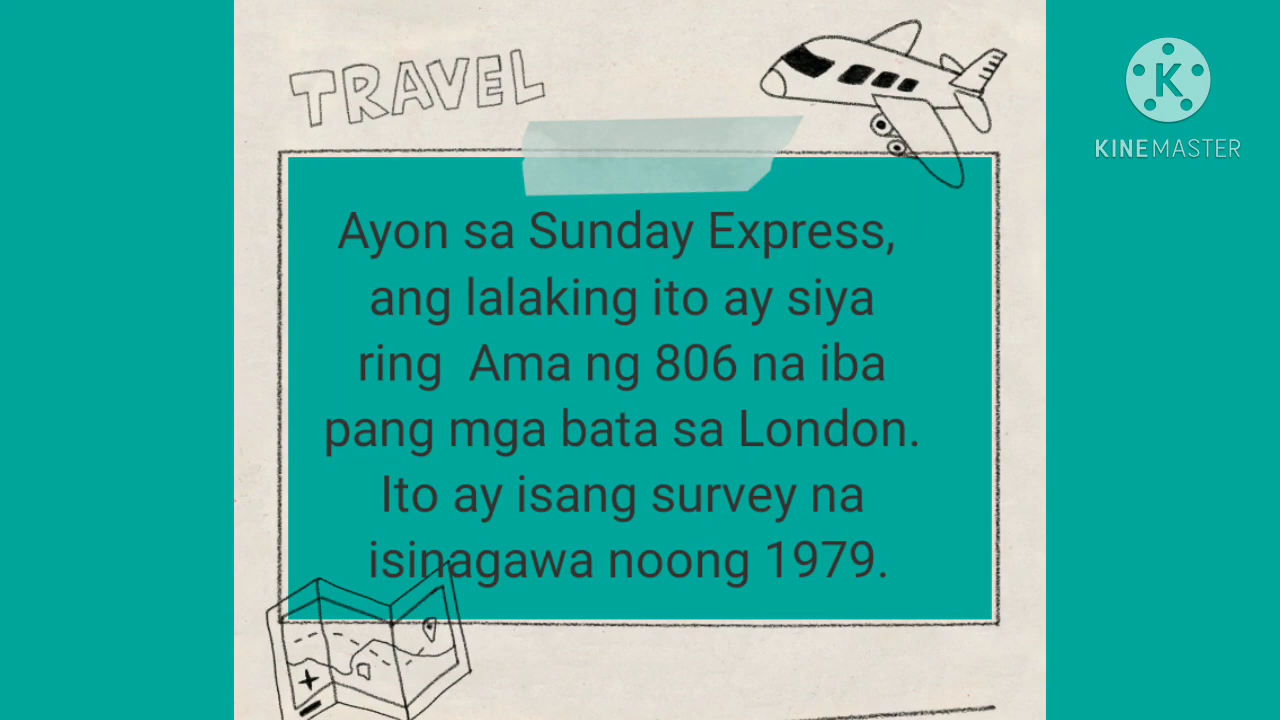 TRAVEL
K
KINEMASTER
Ayon sa Sunday Express,
ang lalaking ito ay siya
ring Ama ng 806 na iba
pang mga bata sa London.
Ito ay isang survey na
isinagawa noong 1979.